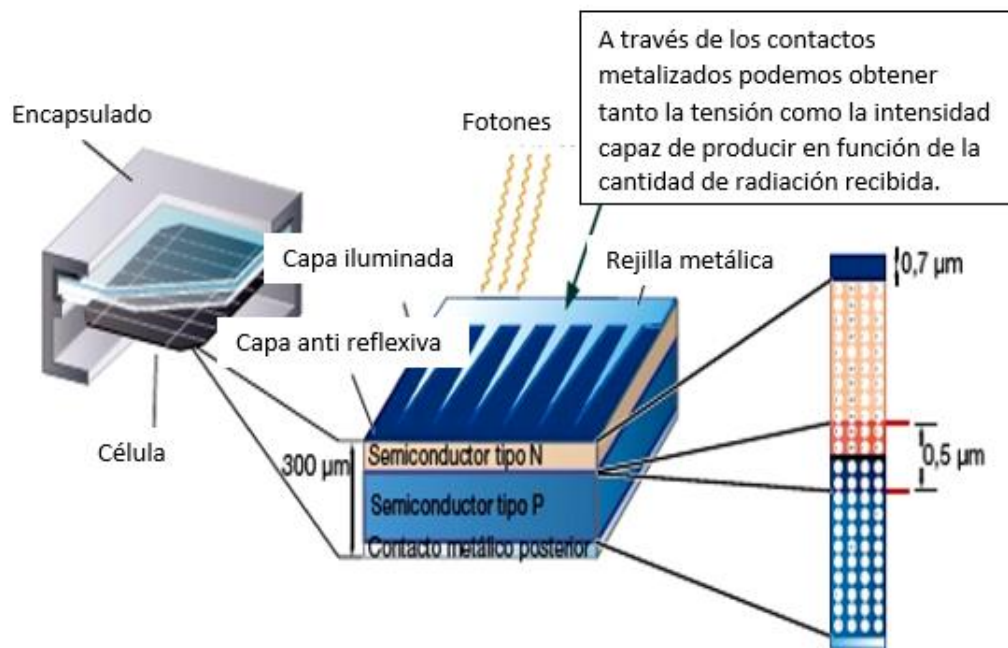 A través de los contactos
metalizados podemos obtener
tanto la tensión como la intensidad
capaz de producir en función de la
cantidad de radiación recibida.
Encapsulado
Fotones
Capa iluminada
Rejilla metálica
0,7 µm
Capa anti reflexiva
Célula
300 µm
Semiconductor tipo N
0,5 µm
Semiconductor tipo P
Contacto metálico posterior